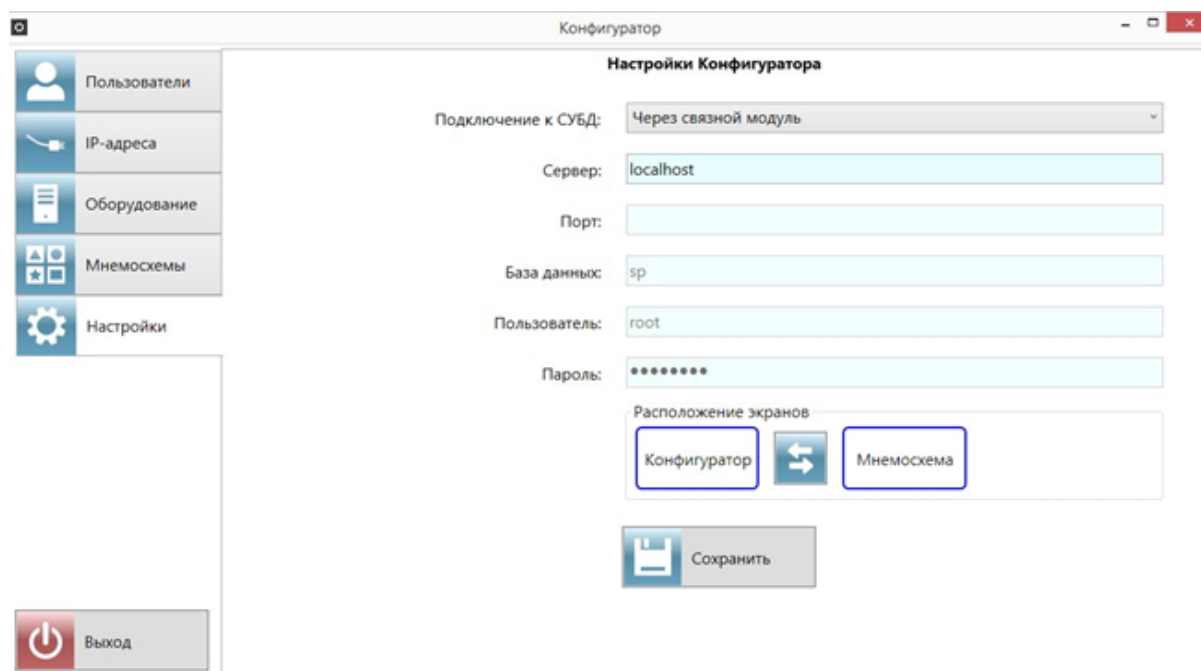 Конфигуратор
Пользователи
IP-адреса
Оборудование
Мнемосхемы
Настройки
Выход
Настройки Конфигуратора
Подключение к СУБД: Через связной модуль
Сервер: localhost
Порт:
База данных: sp
Пользователь: root
Пароль: ●●●●●●●●
Расположение экранов
Конфигуратор Мнемосхема
Сохранить